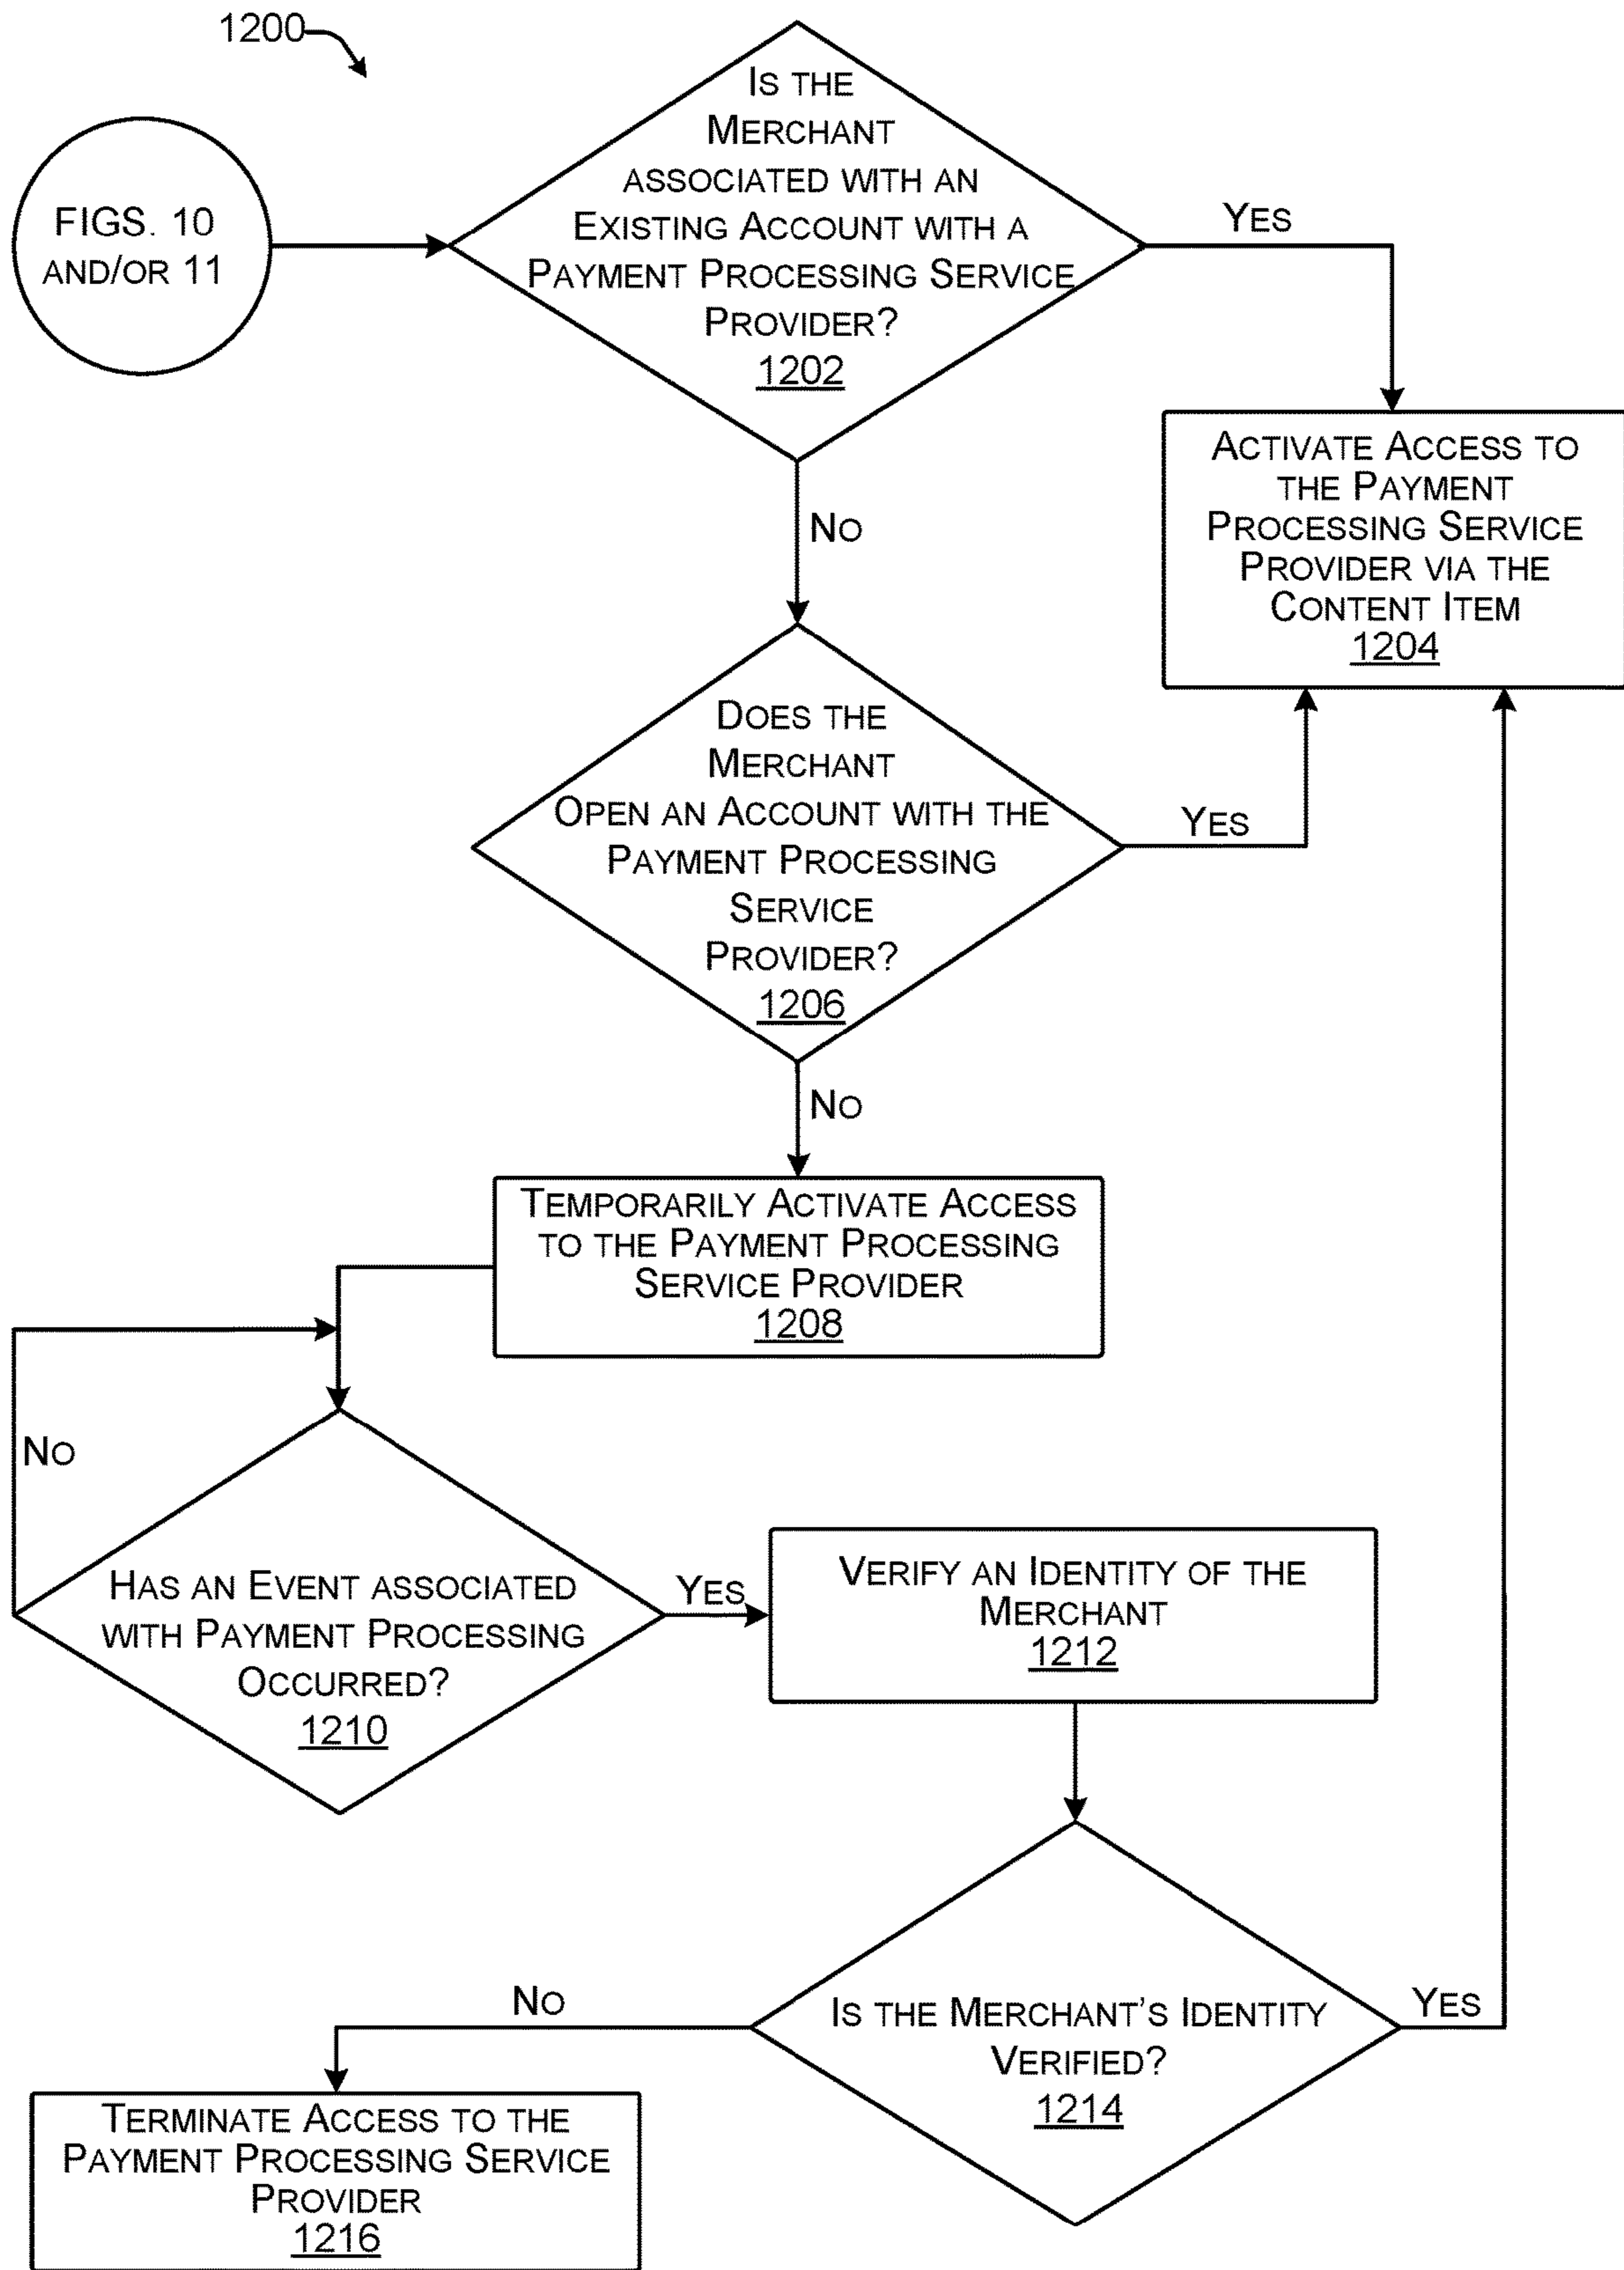 1200
FIGS. 10
AND/OR 11
IS THE
MERCHANT
ASSOCIATED WITH AN
EXISTING ACCOUNT WITH A
PAYMENT PROCESSING SERVICE
PROVIDER?
1202
YES
NO
ACTIVATE ACCESS TO
THE PAYMENT
PROCESSING SERVICE
PROVIDER VIA THE
CONTENT ITEM
1204
DOES THE
MERCHANT
OPEN AN ACCOUNT WITH THE
PAYMENT PROCESSING
SERVICE
PROVIDER?
1206
YES
NO
TEMPORARILY ACTIVATE ACCESS
TO THE PAYMENT PROCESSING
SERVICE PROVIDER
1208
NO
HAS AN EVENT ASSOCIATED
WITH PAYMENT PROCESSING
OCCURRED?
1210
YES
VERIFY AN IDENTITY OF THE
MERCHANT
1212
IS THE MERCHANT'S IDENTITY
VERIFIED?
1214
NO
YES
TERMINATE ACCESS TO THE
PAYMENT PROCESSING SERVICE
PROVIDER
1216